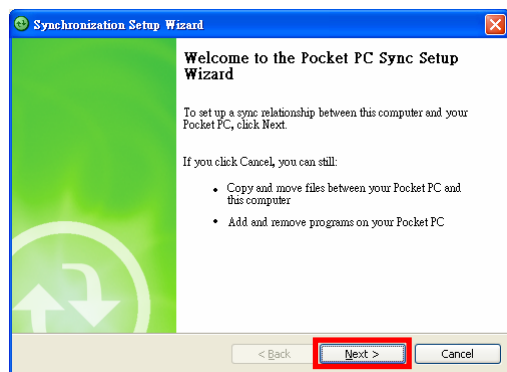 Synchronization Setup Wizard
Welcome to the Pocket PC Sync Setup
Wizard
To set up a sync relationship between this computer and your
Pocket PC, click Next.
If you click Cancel, you can still:
• Copy and move files between your Pocket PC and
this computer
• Add and remove programs on your Pocket PC
< Back
Next >
Cancel